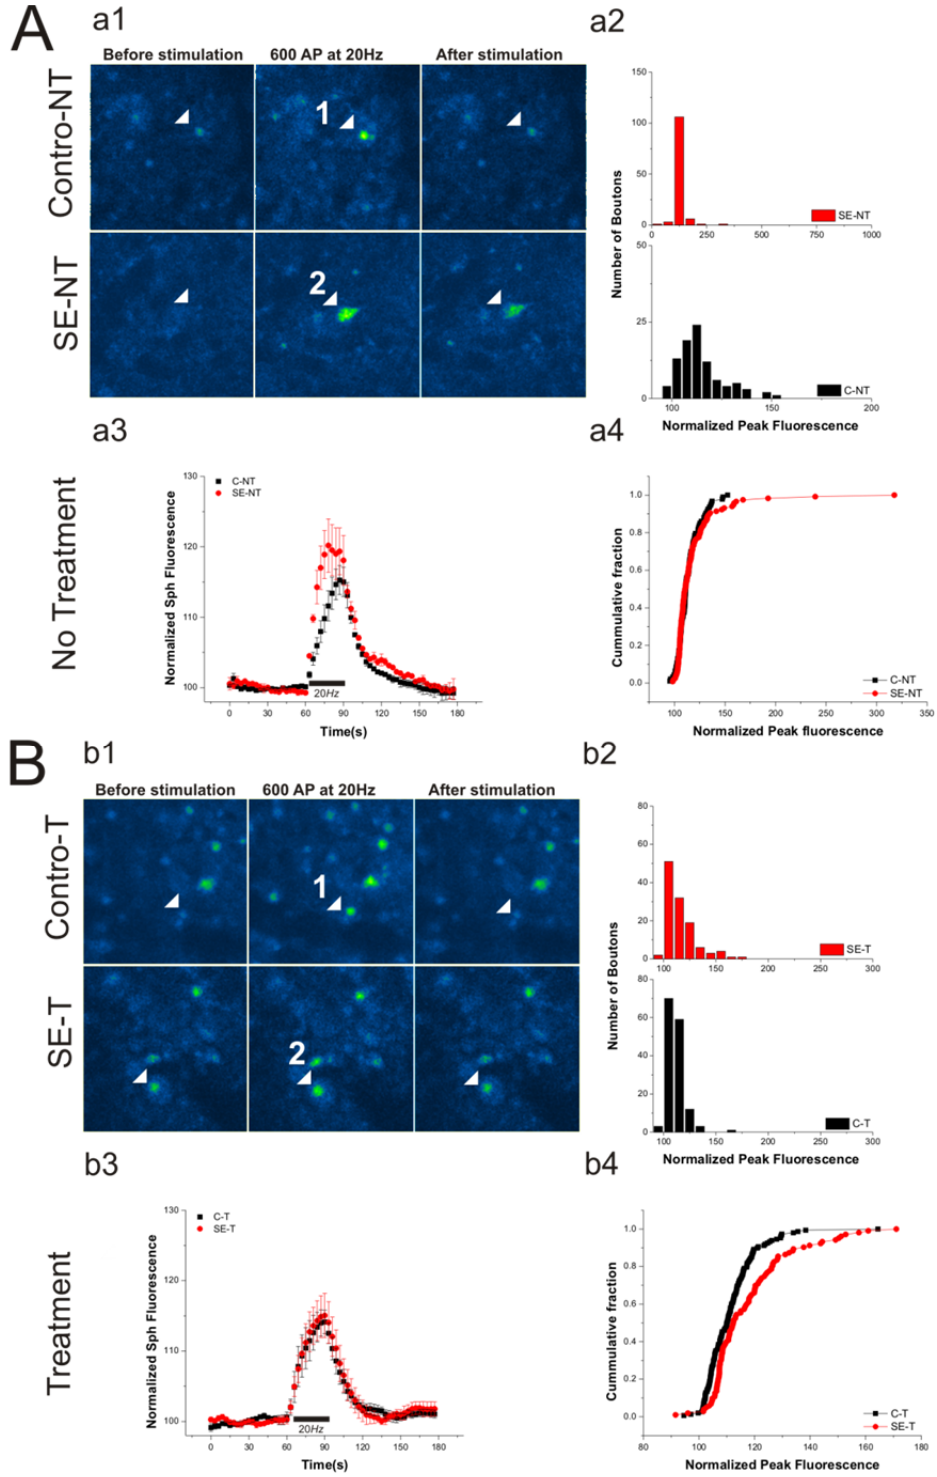 A
a1
a2
Before stimulation 600 AP at 20Hz After stimulation
Contro-NT
1
SE-NT
2
Number of Boutons
150
100
50
0
0 250 500 750 1000
SE-NT
50
25
0
100 150 200
C-NT
Normalized Peak Fluorescence
a3
a4
No Treatment
Normalized Sph Fluorescence
130
120
110
100
C-NT
SE-NT
20Hz
0 30 60 90 120 150 180
Time(s)
Cummulative fraction
1.0
0.8
0.6
0.4
0.2
0.0
C-NT
SE-NT
100 150 200 250 300 350
Normalized Peak fluorescence
B
b1
b2
Before stimulation 600 AP at 20Hz After stimulation
Contro-T
1
SE-T
2
Number of Boutons
80
60
40
20
0
100 150 200 250 300
SE-T
80
60
40
20
0
100 150 200 250 300
C-T
Normalized Peak Fluorescence
b3
b4
Treatment
Normalized Sph Fluorescence
130
120
110
100
C-T
SE-T
20Hz
0 30 60 90 120 150 180
Time(s)
Cummulative fraction
1.0
0.8
0.6
0.4
0.2
0.0
C-T
SE-T
80 100 120 140 160 180
Normalized Peak Fluorescence